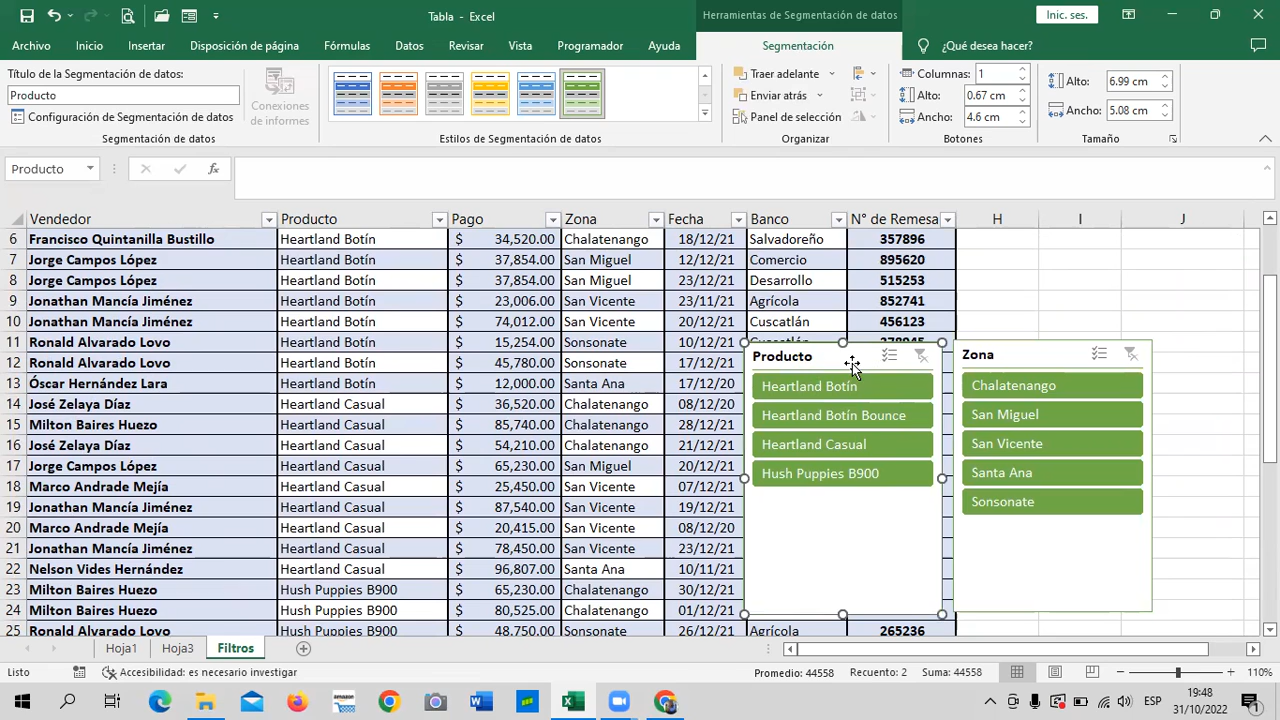 Tabla - Excel
Herramientas de Segmentación de datos
Inic. ses.
Archivo Inicio Insertar Disposición de página Fórmulas Datos Revisar Vista Programador Ayuda Segmentación ¿Qué desea hacer?
Título de la Segmentación de datos:
Producto
Configuración de Segmentación de datos
Segmentación de datos
Conexiones de informes
Estilos de Segmentación de datos
Traer adelante
Enviar atrás
Panel de selección
Organizar
Columnas: 1
Alto: 0.67 cm
Ancho: 4.6 cm
Botones
Alto: 6.99 cm
Ancho: 5.08 cm
Tamaño
Producto
fx
Vendedor Producto Pago Zona Fecha Banco N° de Remesa H I J
6 Francisco Quintanilla Bustillo Heartland Botín $ 34,520.00 Chalatenango 18/12/21 Salvadoreño 357896
7 Jorge Campos López Heartland Botín $ 37,854.00 San Miguel 12/12/21 Comercio 895620
8 Jorge Campos López Heartland Botín $ 37,854.00 San Miguel 23/12/21 Desarrollo 515253
9 Jonathan Mancía Jiménez Heartland Botín $ 23,006.00 San Vicente 23/11/21 Agrícola 852741
10 Jonathan Mancía Jiménez Heartland Botín $ 74,012.00 San Vicente 20/12/21 Cuscatlán 456123
11 Ronald Alvarado Lovo Heartland Botín $ 15,254.00 Sonsonate 10/12/21
12 Ronald Alvarado Lovo Heartland Botín $ 45,780.00 Sonsonate 17/12/21
13 Óscar Hernández Lara Heartland Botín $ 12,000.00 Santa Ana 17/12/20
14 José Zelaya Díaz Heartland Casual $ 36,520.00 Chalatenango 08/12/20
15 Milton Baires Huezo Heartland Casual $ 85,740.00 Chalatenango 28/12/21
16 José Zelaya Díaz Heartland Casual $ 54,210.00 Chalatenango 21/12/21
17 Jorge Campos López Heartland Casual $ 65,230.00 San Miguel 20/12/21
18 Marco Andrade Mejía Heartland Casual $ 25,450.00 San Vicente 07/12/21
19 Jonathan Mancía Jiménez Heartland Casual $ 87,540.00 San Vicente 19/12/21
20 Marco Andrade Mejía Heartland Casual $ 20,415.00 San Vicente 08/12/20
21 Jonathan Mancía Jiménez Heartland Casual $ 78,450.00 San Vicente 23/12/21
22 Nelson Vides Hernández Heartland Casual $ 96,807.00 Santa Ana 10/11/21
23 Milton Baires Huezo Hush Puppies B900 $ 65,230.00 Chalatenango 30/12/21
24 Milton Baires Huezo Hush Puppies B900 $ 80,525.00 Chalatenango 01/12/21
25 Ronald Alvarado Lovo Hush Puppies B900 $ 48,750.00 Sonsonate 26/12/21 Agrícola 265236
Producto
Heartland Botín
Heartland Botín Bounce
Heartland Casual
Hush Puppies B900
Zona
Chalatenango
San Miguel
San Vicente
Santa Ana
Sonsonate
Hoja1 Hoja3 Filtros
Listo Accesibilidad: es necesario investigar Promedio: 44558 Recuento: 2 Suma: 44558 110%
amazon
ESP
19:48
31/10/2022